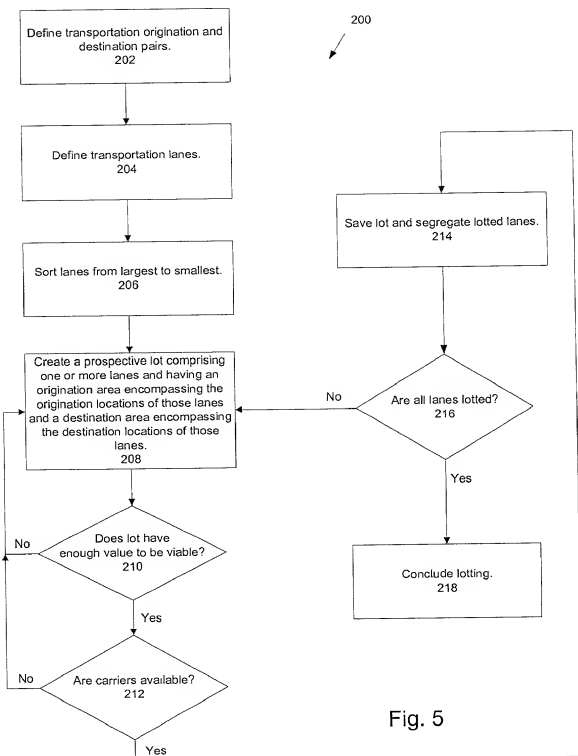 200
Define transportation origination and
destination pairs.
202
Define transportation lanes.
204
Sort lanes from largest to smallest.
206
Create a prospective lot comprising
one or more lanes and having an
origination area encompassing the
origination locations of those lanes
and a destination area encompassing
the destination locations of those
lanes.
208
No
Does lot have
enough value to be viable?
210
Yes
No
Are carriers available?
212
Yes
Save lot and segregate lotted lanes.
214
No
Are all lanes lotted?
216
Yes
Conclude lotting.
218
Fig. 5